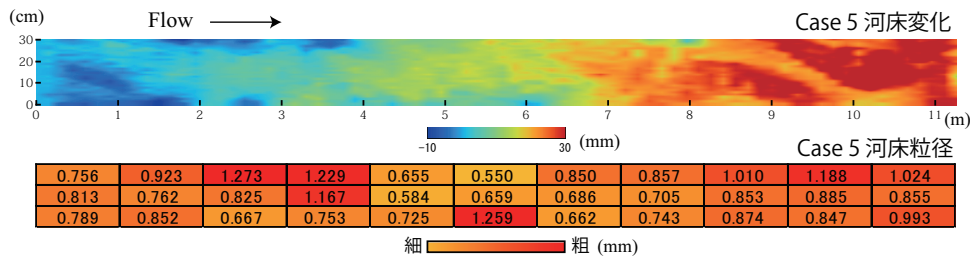 (cm) Flow Case 5 河床変化
30
20
10
0
0 1 2 3 4 5 6 7 8 9 10 11 (m)
-10 30 (mm)
Case 5 河床粒径
0.756 0.923 1.273 1.229 0.655 0.550 0.850 0.857 1.010 1.188 1.024
0.813 0.762 0.825 1.167 0.584 0.659 0.686 0.705 0.853 0.885 0.855
0.789 0.852 0.667 0.753 0.725 1.259 0.662 0.743 0.874 0.847 0.993
細 粗 (mm)